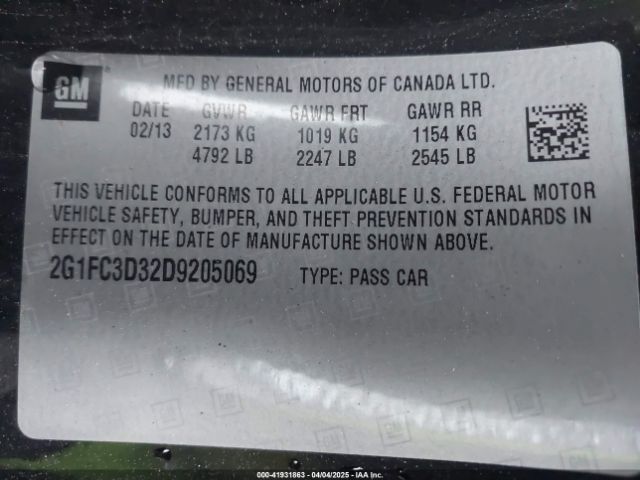 GM
MFD BY GENERAL MOTORS OF CANADA LTD.
DATE GVWR GAWR FRT GAWR RR
02/13 2173 KG 1019 KG 1154 KG
4792 LB 2247 LB 2545 LB
THIS VEHICLE CONFORMS TO ALL APPLICABLE U.S. FEDERAL MOTOR
VEHICLE SAFETY, BUMPER, AND THEFT PREVENTION STANDARDS IN
EFFECT ON THE DATE OF MANUFACTURE SHOWN ABOVE.
2G1FC3D32D9205069 TYPE: PASS CAR
000-41931863 - 04/04/2025 - IAA Inc.